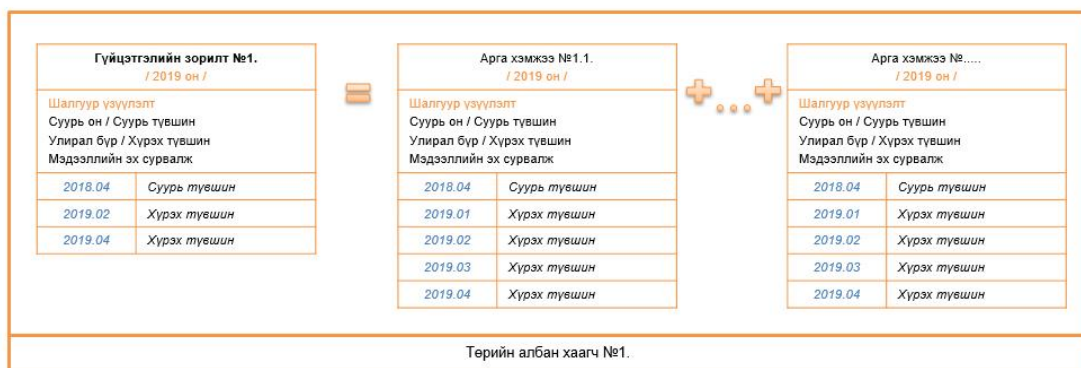 Гүйцэтгэлийн зорилт №1.
/ 2019 он /
Шалгуур үзүүлэлт
Суурь он / Суурь түвшин
Улирал бүр / Хүрэх түвшин
Мэдээллийн эх сурвалж
2018.04 Суурь түвшин
2019.02 Хүрэх түвшин
2019.04 Хүрэх түвшин
=
Арга хэмжээ №1.1.
/ 2019 он /
Шалгуур үзүүлэлт
Суурь он / Суурь түвшин
Улирал бүр / Хүрэх түвшин
Мэдээллийн эх сурвалж
2018.04 Суурь түвшин
2019.01 Хүрэх түвшин
2019.02 Хүрэх түвшин
2019.03 Хүрэх түвшин
2019.04 Хүрэх түвшин
+...+
Арга хэмжээ №.....
/ 2019 он /
Шалгуур үзүүлэлт
Суурь он / Суурь түвшин
Улирал бүр / Хүрэх түвшин
Мэдээллийн эх сурвалж
2018.04 Суурь түвшин
2019.01 Хүрэх түвшин
2019.02 Хүрэх түвшин
2019.03 Хүрэх түвшин
2019.04 Хүрэх түвшин
Төрийн албан хаагч №1.